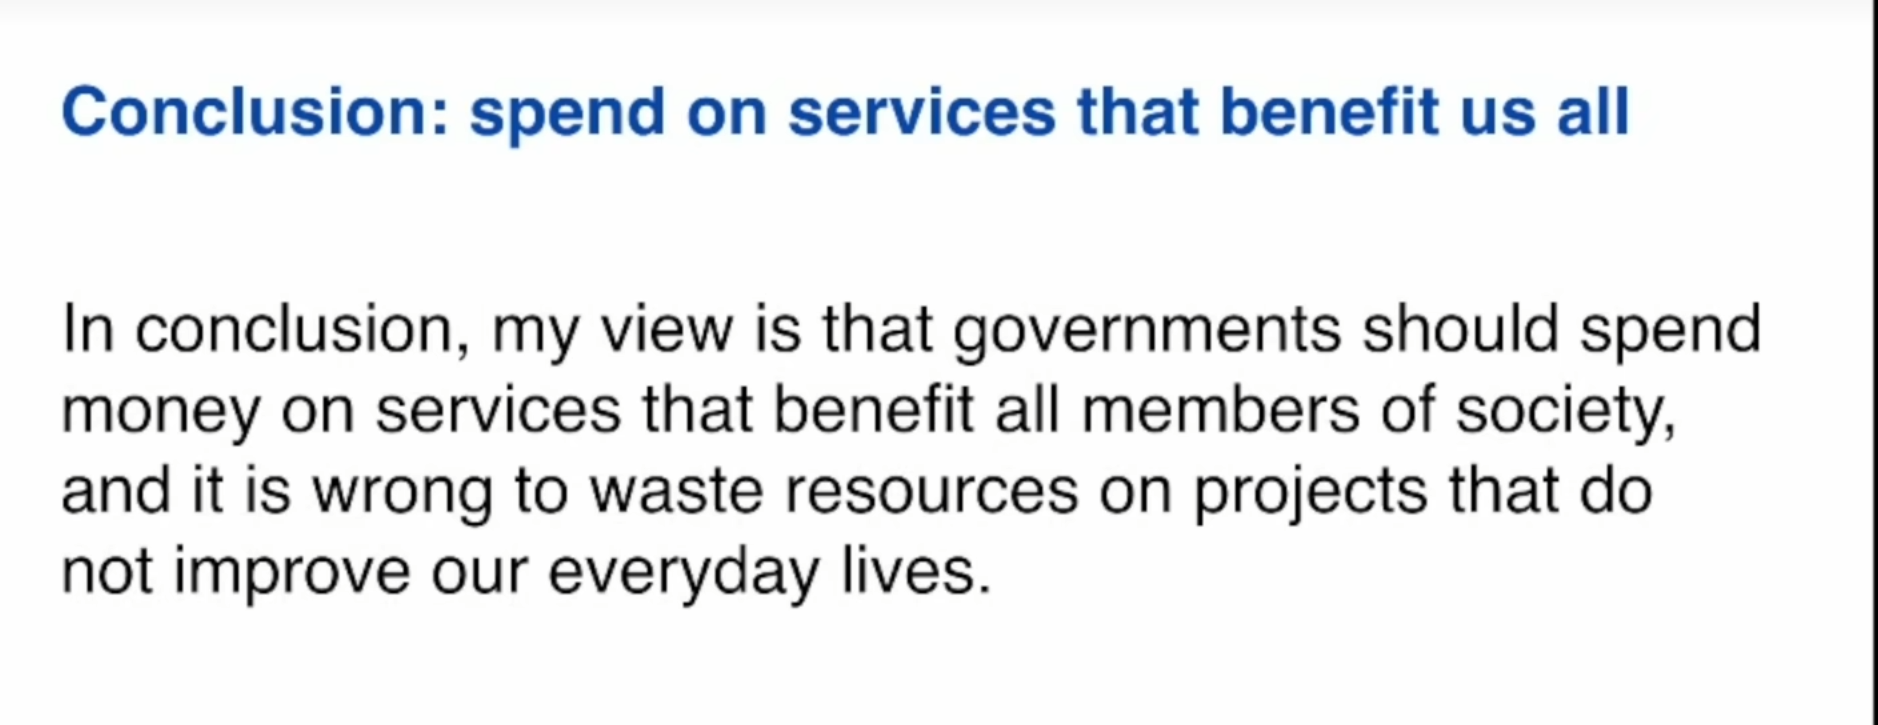 Conclusion: spend on services that benefit us all
In conclusion, my view is that governments should spend
money on services that benefit all members of society,
and it is wrong to waste resources on projects that do
not improve our everyday lives.